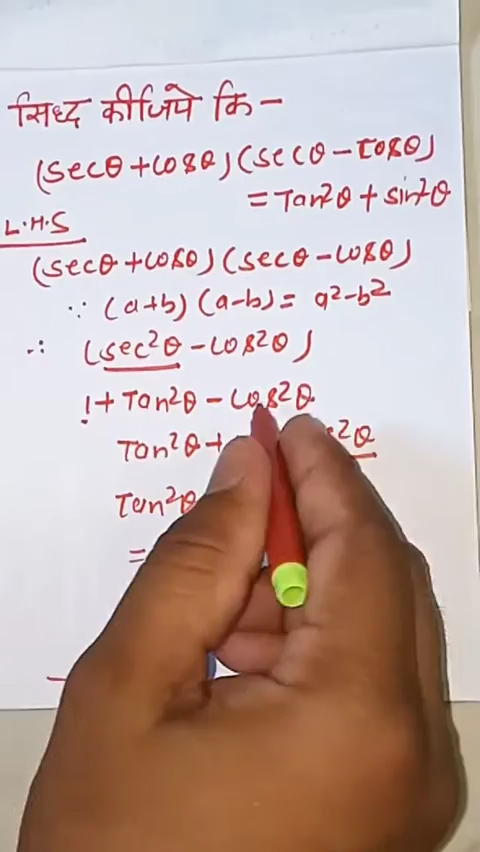 सिध्द कीजिये कि -
(secθ + cosθ) (secθ - cosθ)
= Tan²θ + sin²θ
L.H.S
(secθ + cosθ) (secθ - cosθ)
∵ (a+b) (a-b) = a²-b²
∴ (sec²θ - cos²θ)
1 + Tan²θ - cos²θ
Tan²θ +
Tan²θ
=